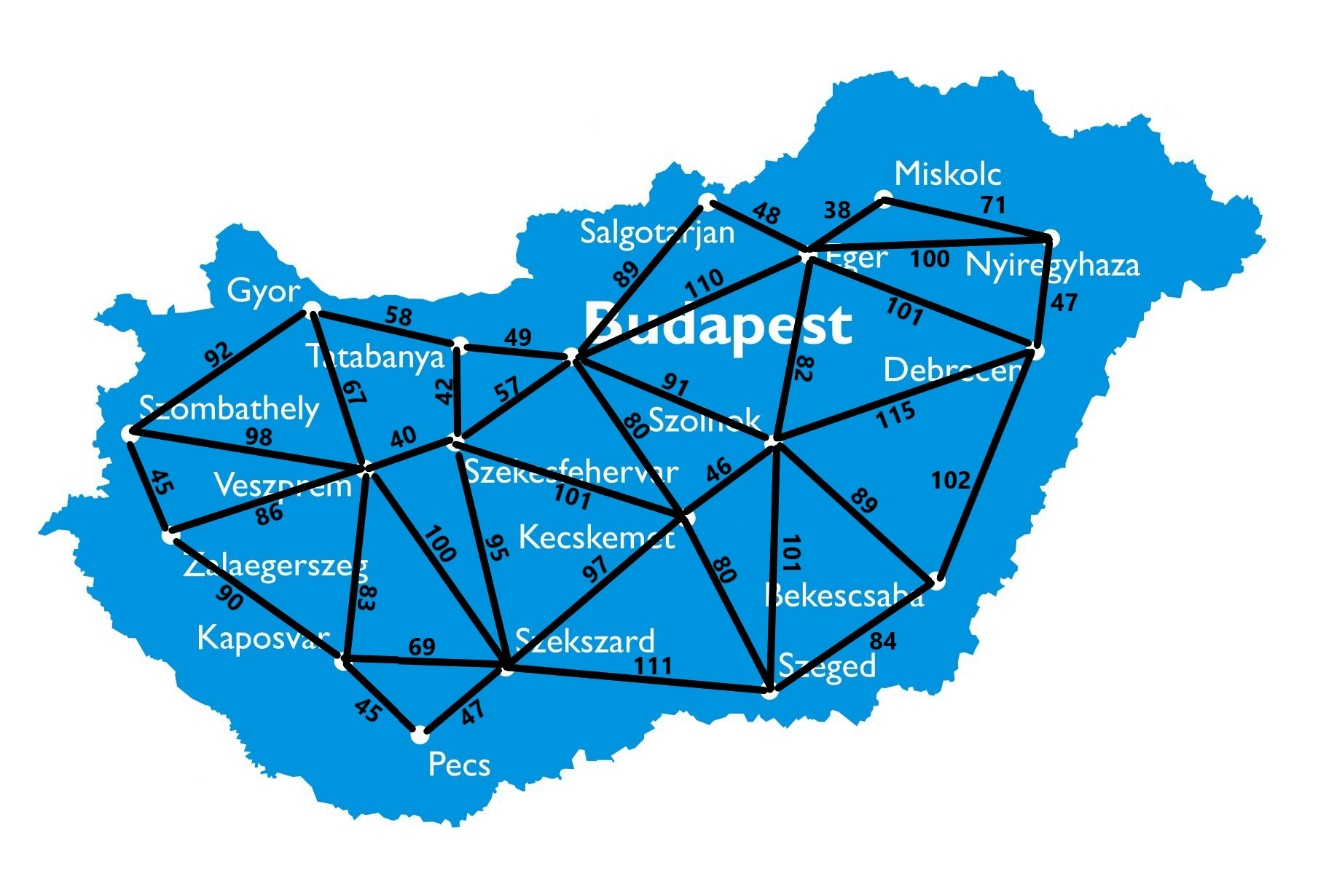 Miskolc
38
71
48
Salgotarjan
Eger
100
Nyiregyhaza
89
110
Gyor
58
Budapest
101
47
49
Tatabanya
92
67
42
57
82
Debrecen
91
Szombathely
80
Szolnok
115
98
40
45
Veszprem
Szekesfehervar
46
101
89
102
86
100
95
Kecskemet
Zalaegerszeg
97
80
101
90
83
Bekescsaba
Kaposvar
69
Szekszard
111
Szeged
84
45
47
Pecs